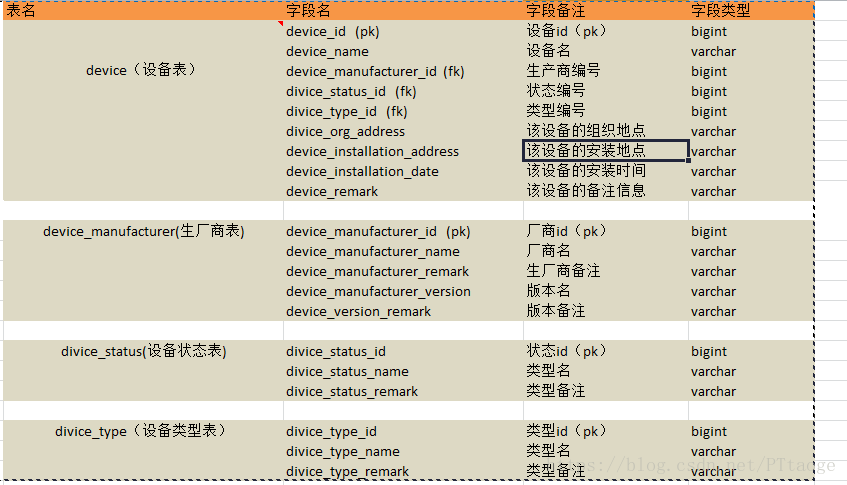 表名 字段名 字段备注 字段类型
device_id (pk) 设备id（pk） bigint
device_name 设备名 varchar
device（设备表） device_manufacturer_id (fk) 生产商编号 bigint
divice_status_id (fk) 状态编号 bigint
divice_type_id (fk) 类型编号 bigint
divice_org_address 该设备的组织地点 varchar
device_installation_address 该设备的安装地点 varchar
device_installation_date 该设备的安装时间 varchar
device_remark 该设备的备注信息 varchar
device_manufacturer(生厂商表) device_manufacturer_id (pk) 厂商id（pk） bigint
device_manufacturer_name 厂商名 varchar
device_manufacturer_remark 生厂商备注 varchar
device_manufacturer_version 版本名 varchar
device_version_remark 版本备注 varchar
divice_status(设备状态表) divice_status_id 状态id（pk） bigint
divice_status_name 类型名 varchar
divice_status_remark 类型备注 varchar
divice_type（设备类型表） divice_type_id 类型id（pk） bigint
divice_type_name 类型名 varchar
divice_type_remark 类型备注 varchar
https://blog.csdn.net/PTtaoge